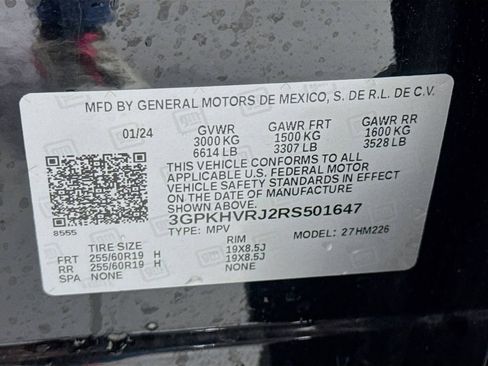 MFD BY GENERAL MOTORS DE MEXICO, S. DE R.L. DE C.V.
01/24 GVWR GAWR FRT GAWR RR
3000 KG 1500 KG 1600 KG
6614 LB 3307 LB 3528 LB
THIS VEHICLE CONFORMS TO ALL APPLICABLE
U.S. FEDERAL MOTOR
VEHICLE SAFETY STANDARDS IN EFFECT
ON THE DATE OF MANUFACTURE
SHOWN ABOVE.
3GPKHVRJ2RS501647
8555 TYPE: MPV MODEL: 27HM226
TIRE SIZE RIM
FRT 255/60R19 H 19X8.5J
RR 255/60R19 H 19X8.5J
SPA NONE NONE